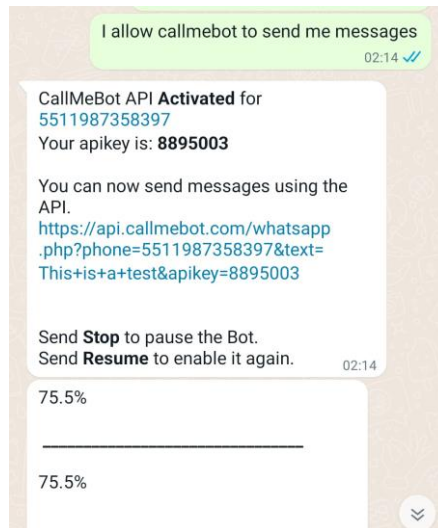 I allow callmebot to send me messages
02:14
CallMeBot API Activated for
5511987358397
Your apikey is: 8895003
You can now send messages using the
API.
https://api.callmebot.com/whatsapp
.php?phone=5511987358397&text=
This+is+a+test&apikey=8895003
Send Stop to pause the Bot.
Send Resume to enable it again.
02:14
75.5%
75.5%